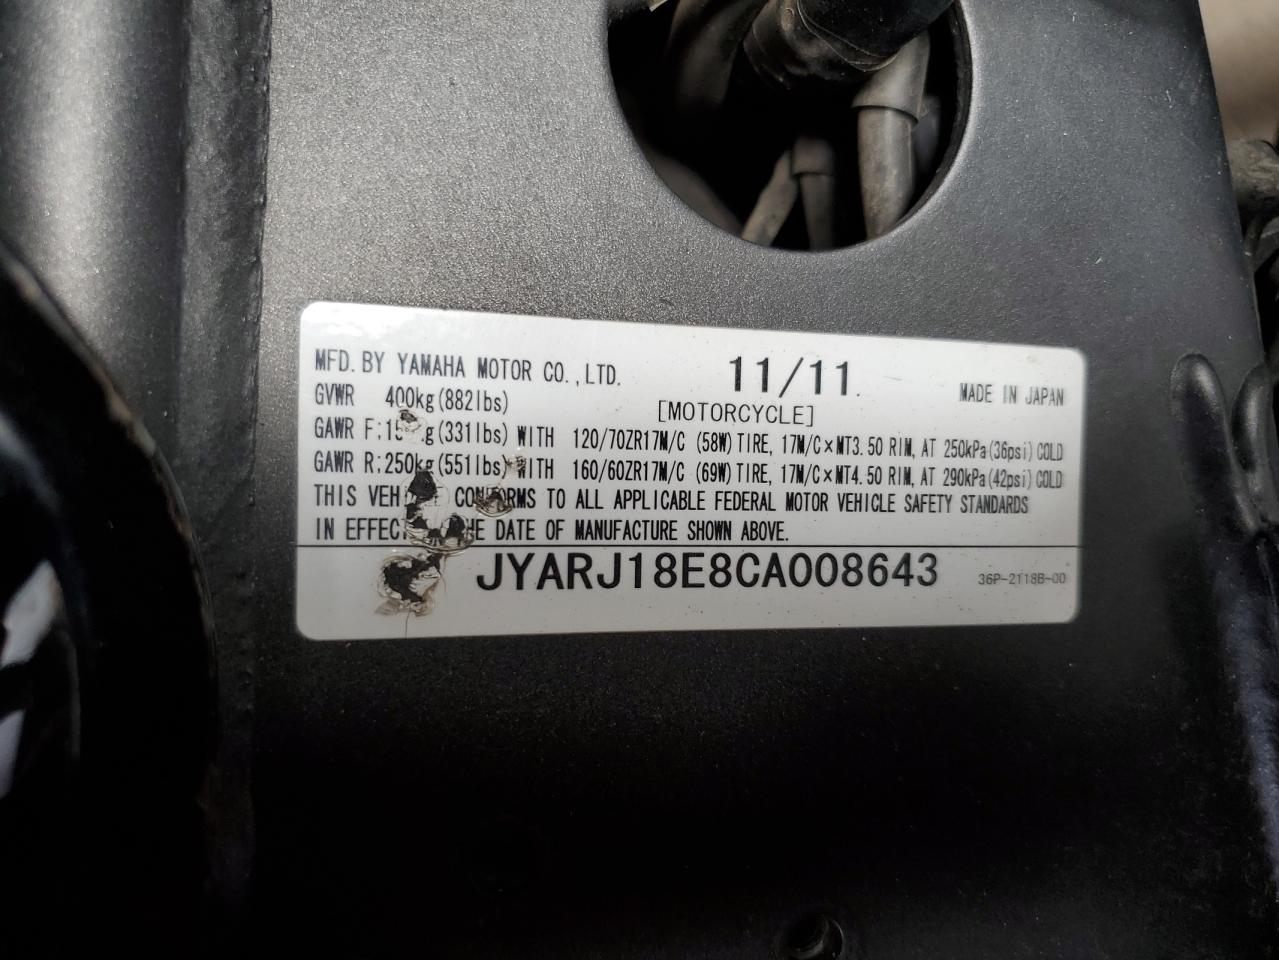 MFD. BY YAMAHA MOTOR CO., LTD. 11/11. MADE IN JAPAN
GVWR 400kg(882lbs) [MOTORCYCLE]
GAWR F: (331lbs) WITH 120/70ZR17M/C (58W)TIRE, 17M/C×MT3.50 RIM, AT 250kPa(36psi) COLD
GAWR R:250kg(551lbs) WITH 160/60ZR17M/C (69W)TIRE, 17M/C×MT4.50 RIM, AT 290kPa(42psi) COLD
THIS CONFORMS TO ALL APPLICABLE FEDERAL MOTOR VEHICLE SAFETY STANDARDS
IN DATE OF MANUFACTURE SHOWN ABOVE.
JYARJ18E8CA008643 36P-2118B-00